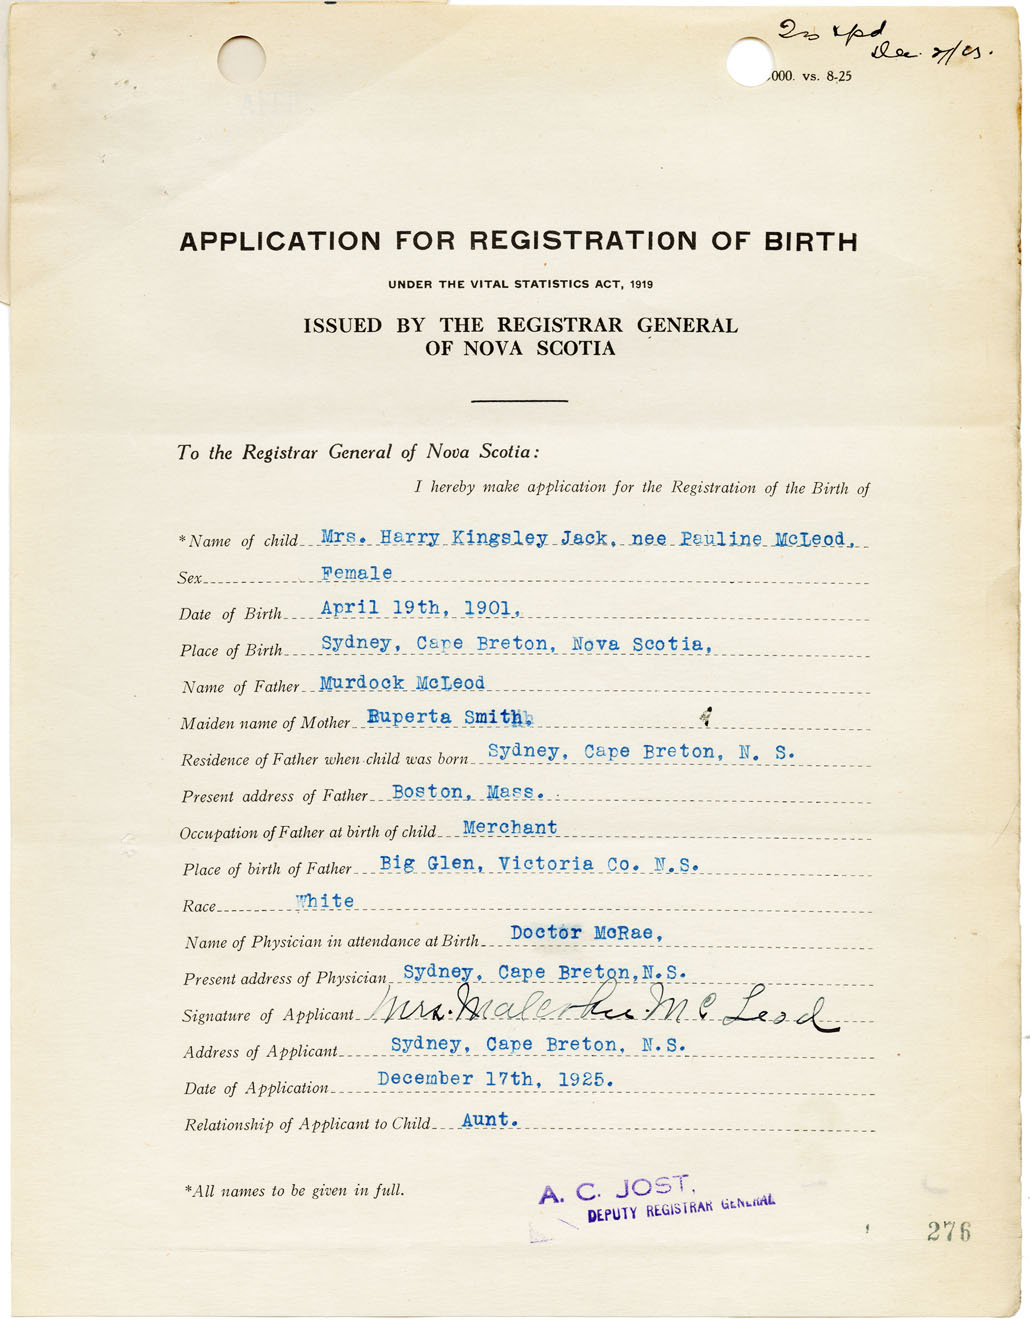 Dec.
000. vs. 8-25
APPLICATION FOR REGISTRATION OF BIRTH
UNDER THE VITAL STATISTICS ACT, 1919
ISSUED BY THE REGISTRAR GENERAL
OF NOVA SCOTIA
To the Registrar General of Nova Scotia:
I hereby make application for the Registration of the Birth of
*Name of child Mrs. Harry Kingsley Jack, nee Pauline McLeod,
Sex Female
Date of Birth April 19th, 1901,
Place of Birth Sydney, Cape Breton, Nova Scotia,
Name of Father Murdock McLeod
Maiden name of Mother Ruperta Smith.
Residence of Father when child was born Sydney, Cape Breton, N. S.
Present address of Father Boston, Mass.
Occupation of Father at birth of child Merchant
Place of birth of Father Big Glen, Victoria Co. N.S.
Race White
Name of Physician in attendance at Birth Doctor McRae,
Present address of Physician Sydney, Cape Breton, N.S.
Signature of Applicant Mrs. Malcolm McLeod
Address of Applicant Sydney, Cape Breton, N.S.
Date of Application December 17th, 1925.
Relationship of Applicant to Child Aunt.
*All names to be given in full.
A. C. JOST,
DEPUTY REGISTRAR GENERAL
276